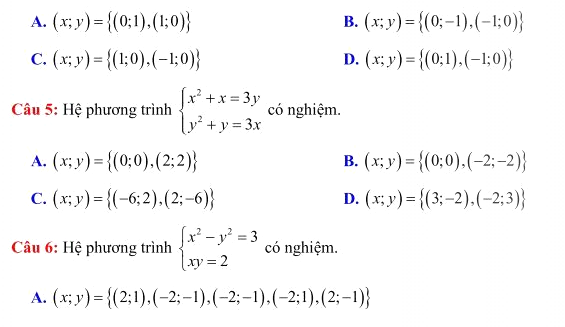 A. (x; y) = {(0;1),(1;0)} B. (x; y) = {(0;−1),(−1;0)}
C. (x; y) = {(1;0),(−1;0)} D. (x; y) = {(0;1),(−1;0)}
Câu 5: Hệ phương trình { x² + x = 3y
y² + y = 3x có nghiệm.
A. (x; y) = {(0;0),(2;2)} B. (x; y) = {(0;0),(−2;−2)}
C. (x; y) = {(−6;2),(2;−6)} D. (x; y) = {(3;−2),(−2;3)}
Câu 6: Hệ phương trình { x² − y² = 3
xy = 2 có nghiệm.
A. (x; y) = {(2;1),(−2;−1),(−2;−1),(−2;1),(2;−1)}